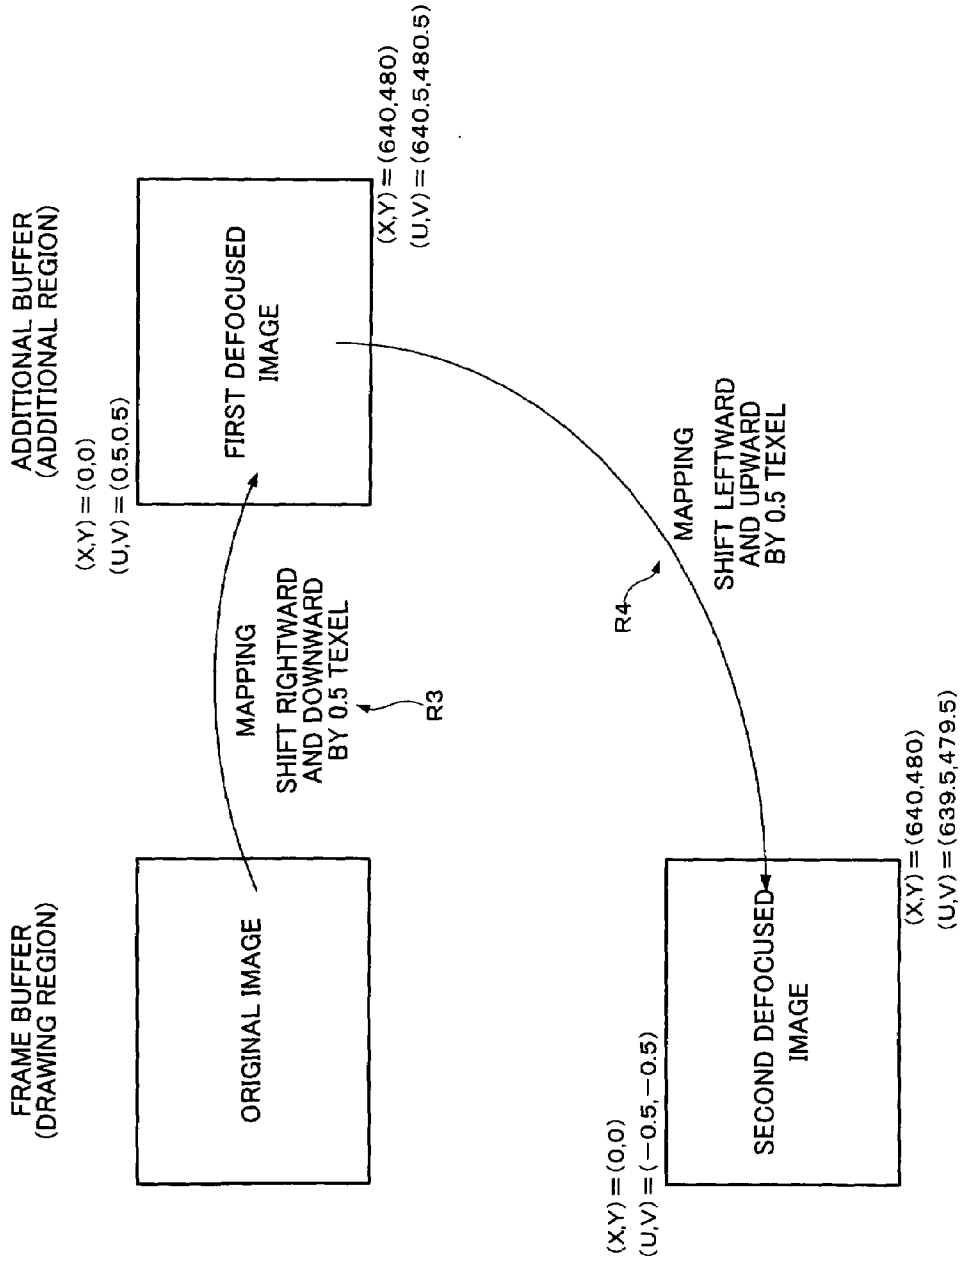 FRAME BUFFER
(DRAWING REGION)
ADDITIONAL BUFFER
(ADDITIONAL REGION)
(X,Y)=(0,0)
(U,V)=(0.5,0.5)
ORIGINAL IMAGE
MAPPING
SHIFT RIGHTWARD
AND DOWNWARD
BY 0.5 TEXEL
R3
FIRST DEFOCUSED
IMAGE
(X,Y)=(640,480)
(U,V)=(640.5,480.5)
R4
MAPPING
SHIFT LEFTWARD
AND UPWARD
BY 0.5 TEXEL
(X,Y)=(0,0)
(U,V)=(−0.5,−0.5)
SECOND DEFOCUSED
IMAGE
(X,Y)=(640,480)
(U,V)=(639.5,479.5)